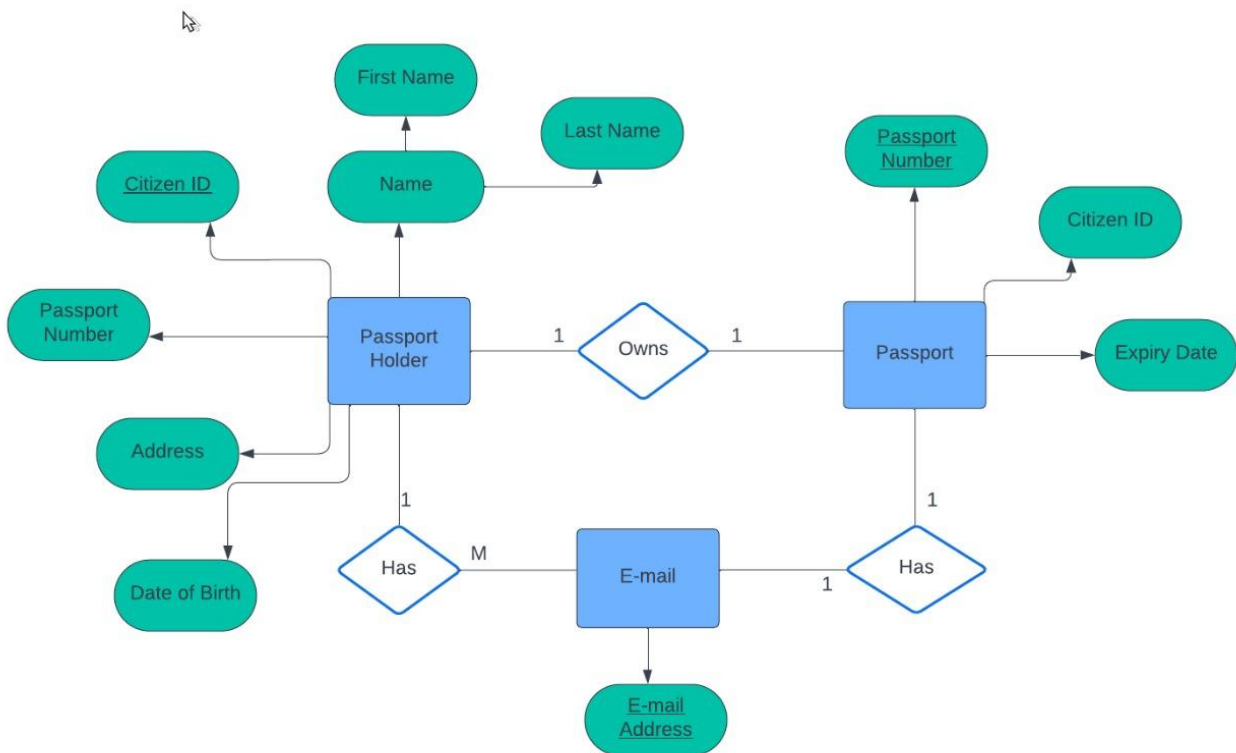 First Name
Last Name
Passport
Number
Citizen ID
Name
Citizen ID
Passport
Number
Passport
Holder
1
Owns
1
Passport
Expiry Date
Address
1
1
Date of Birth
Has
M
E-mail
1
Has
E-mail
Address